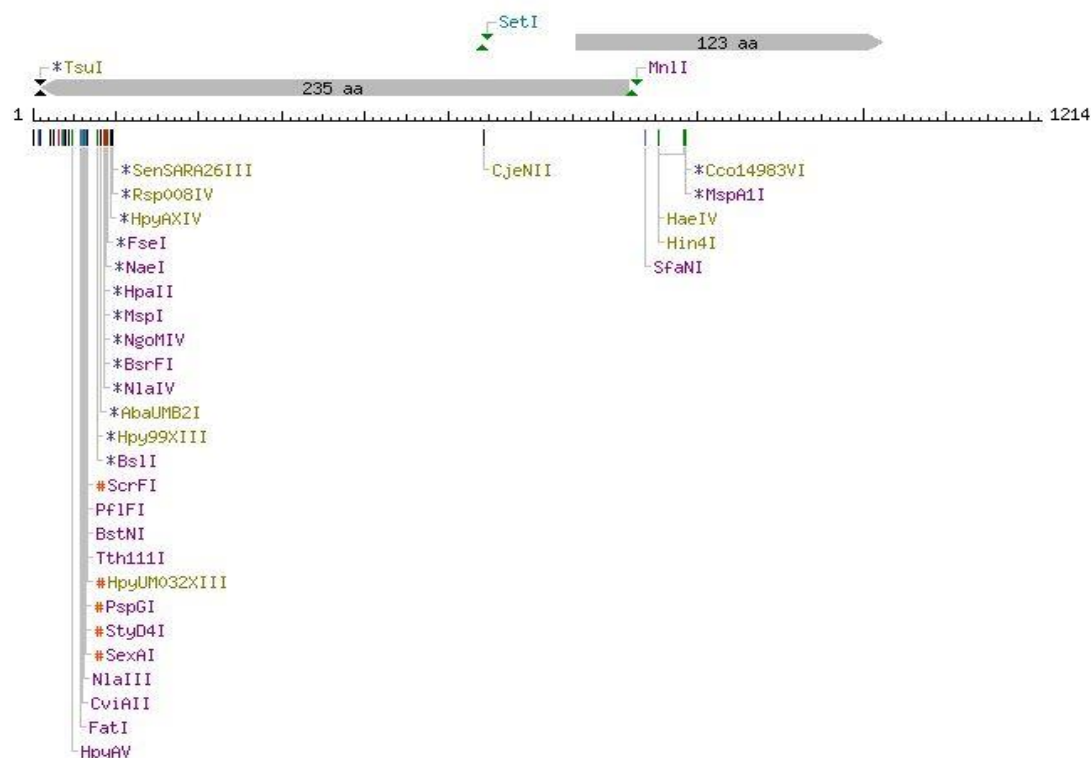 SetI
123 aa
*TsuI
MnlI
235 aa
1 1214
*SenSARA26III CjeNII *Cco14983VI
*Rsp008IV *MspA1I
*HpyAXIV HaeIV
*FseI Hin4I
*NaeI SfaNI
*HpaII
*MspI
*NgoMIV
*BsrFI
*NlaIV
*AbaUMB2I
*Hpy99XIII
*BslI
#ScrFI
PflFI
BstNI
Tth111I
#HpyUM032XIII
#PspGI
#StyD4I
#SexAI
NlaIII
CviAII
FatI
HpyAV